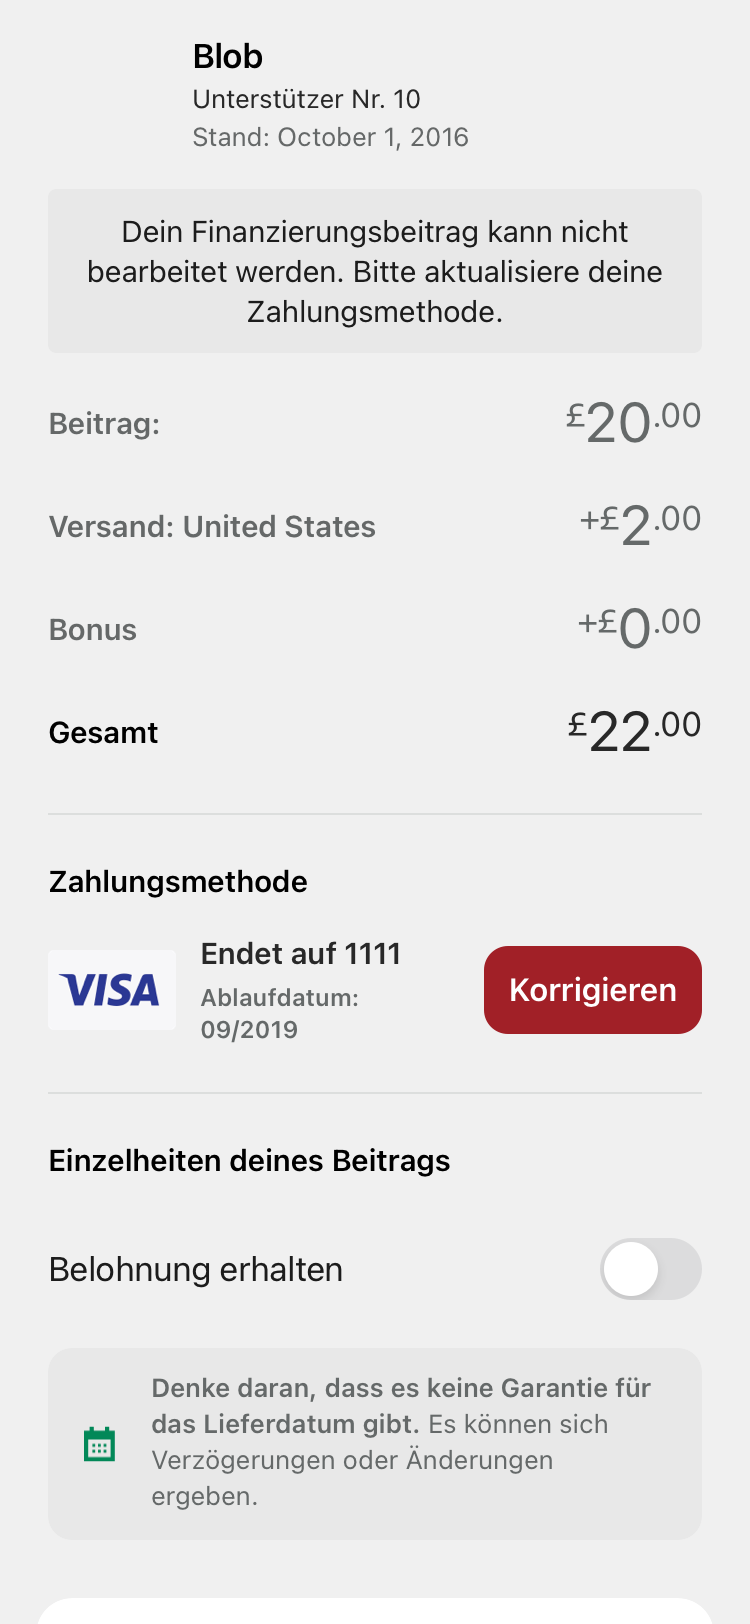 Blob
Unterstützer Nr. 10
Stand: October 1, 2016
Dein Finanzierungsbeitrag kann nicht
bearbeitet werden. Bitte aktualisiere deine
Zahlungsmethode.
Beitrag: £20.00
Versand: United States +£2.00
Bonus +£0.00
Gesamt £22.00
Zahlungsmethode
VISA
Endet auf 1111
Ablaufdatum:
09/2019
Korrigieren
Einzelheiten deines Beitrags
Belohnung erhalten
Denke daran, dass es keine Garantie für
das Lieferdatum gibt. Es können sich
Verzögerungen oder Änderungen
ergeben.